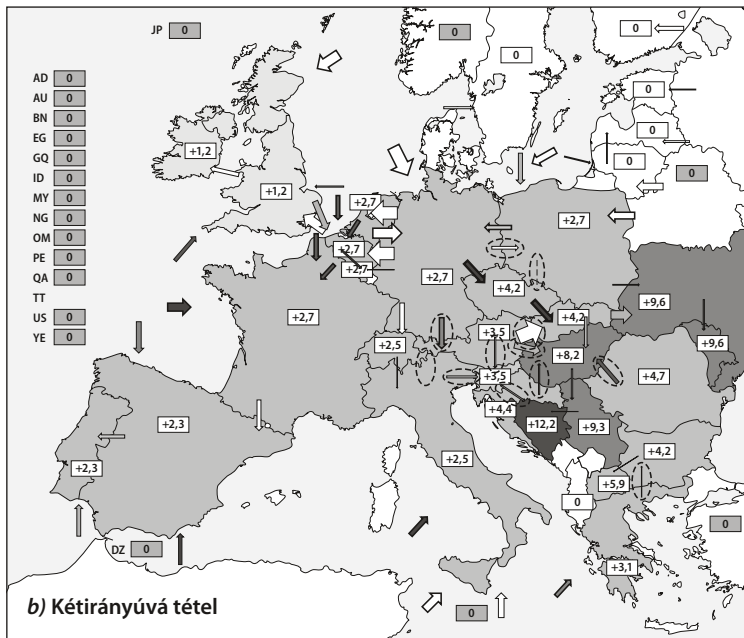 JP 0
0
0
0
AD 0
AU 0
BN 0
EG 0
GQ 0
ID 0
MY 0
NG 0
OM 0
PE 0
QA 0
TT
US 0
YE 0
0
0
0
0
+1,2
+1,2
+2,7
+2,7
+2,7
+2,7
+2,7
+2,7
+4,2
+4,2
+9,6
+9,6
+2,5
+3,5
+8,2
+3,5
+4,7
+4,4
+12,2
+9,3
+2,3
+2,3
+2,5
+4,2
+5,9
0
0
+3,1
DZ 0
0
b) Kétirányúvá tétel